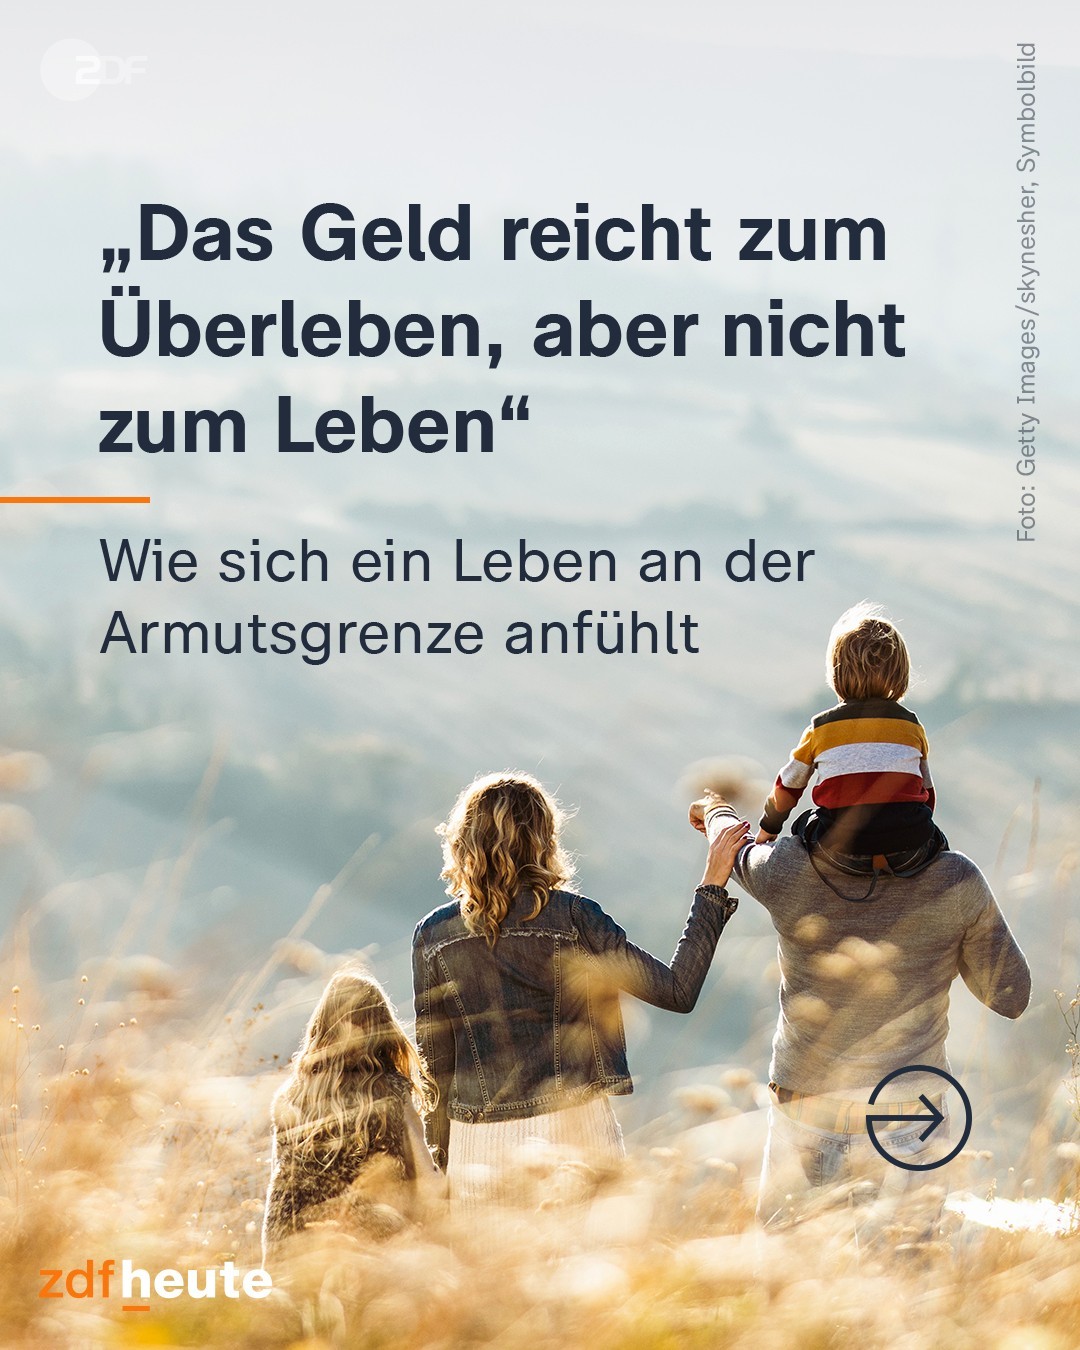 ZDF
Foto: Getty Images/skynesher, Symbolbild
„Das Geld reicht zum
Überleben, aber nicht
zum Leben“
Wie sich ein Leben an der
Armutsgrenze anfühlt
zdfheute